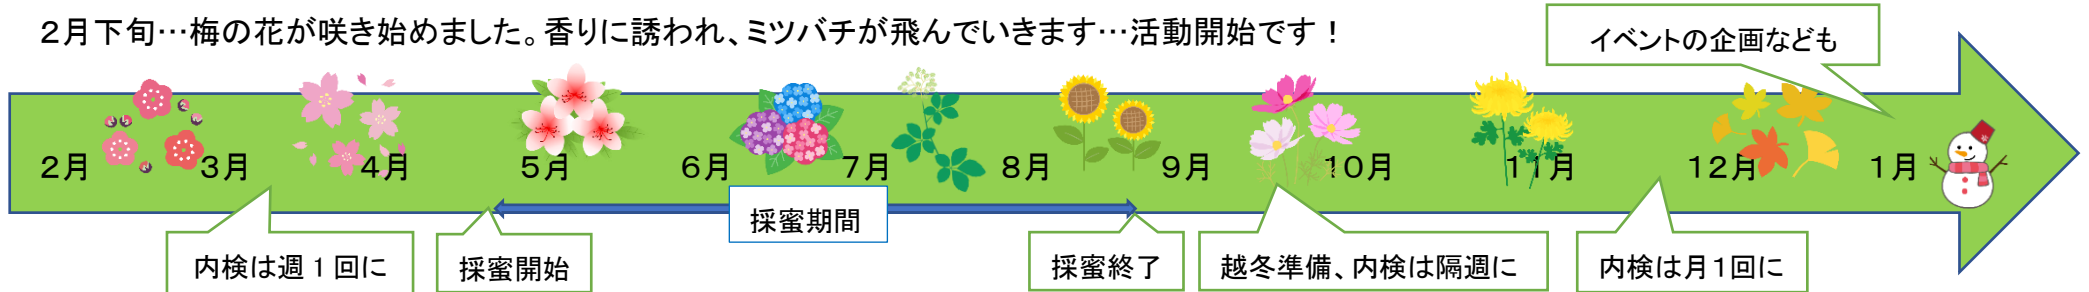 ２月下旬…梅の花が咲き始めました。香りに誘われ、ミツバチが飛んでいきます…活動開始です！
イベントの企画なども
２月 ３月 ４月 ５月 ６月 ７月 ８月 ９月 １０月 １１月 １２月 １月
採蜜期間
内検は週１回に
採蜜開始
採蜜終了
越冬準備、内検は隔週に
内検は月１回に